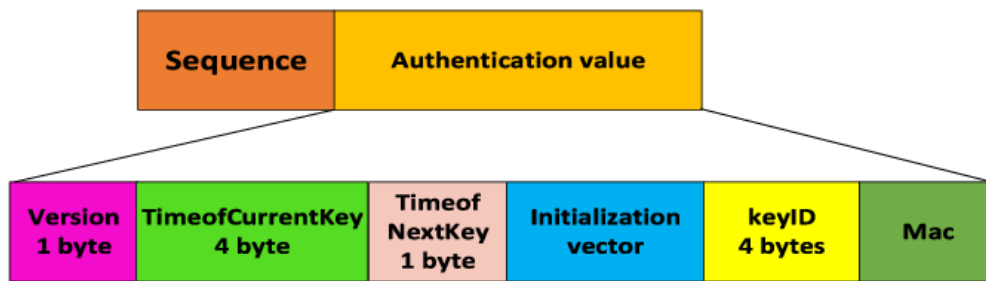 Sequence
Authentication value
Version
1 byte
TimeofCurrentKey
4 byte
Timeof
NextKey
1 byte
Initialization
vector
keyID
4 bytes
Mac